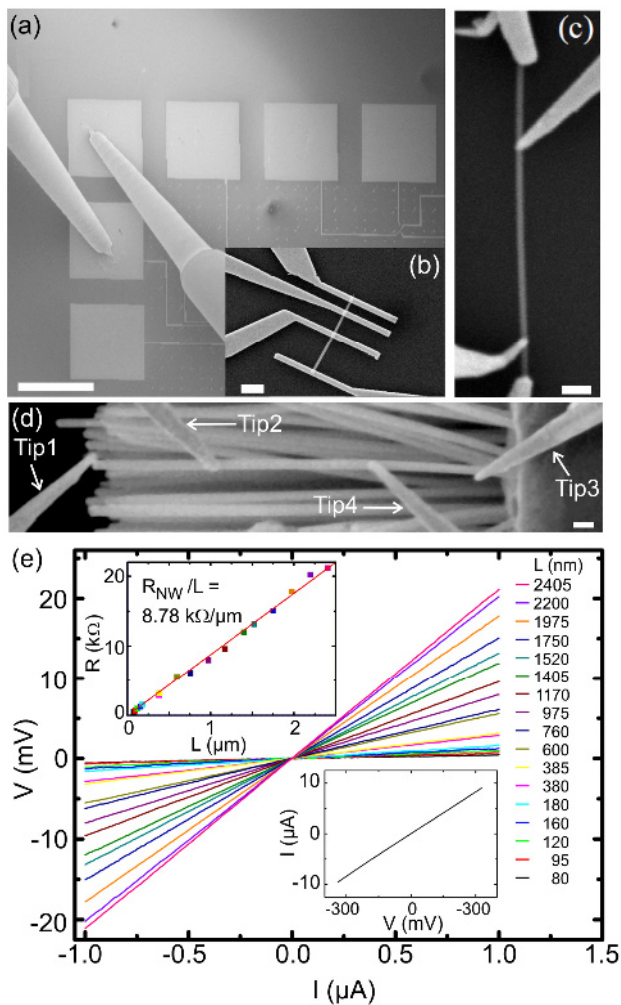 (a)
(b)
(c)
(d)
Tip1
Tip2
Tip4
Tip3
(e)
V (mV)
20
10
0
-10
-20
-1.0 -0.5 0.0 0.5 1.0 1.5
I (μA)
R (kΩ)
20
10
0
R_NW /L =
8.78 kΩ/μm
0 1 2
L (μm)
I (μA)
10
0
-10
-300 0 -300
V (mV)
L (nm)
2405
2200
1975
1750
1520
1405
1170
975
760
600
385
380
180
160
120
95
80